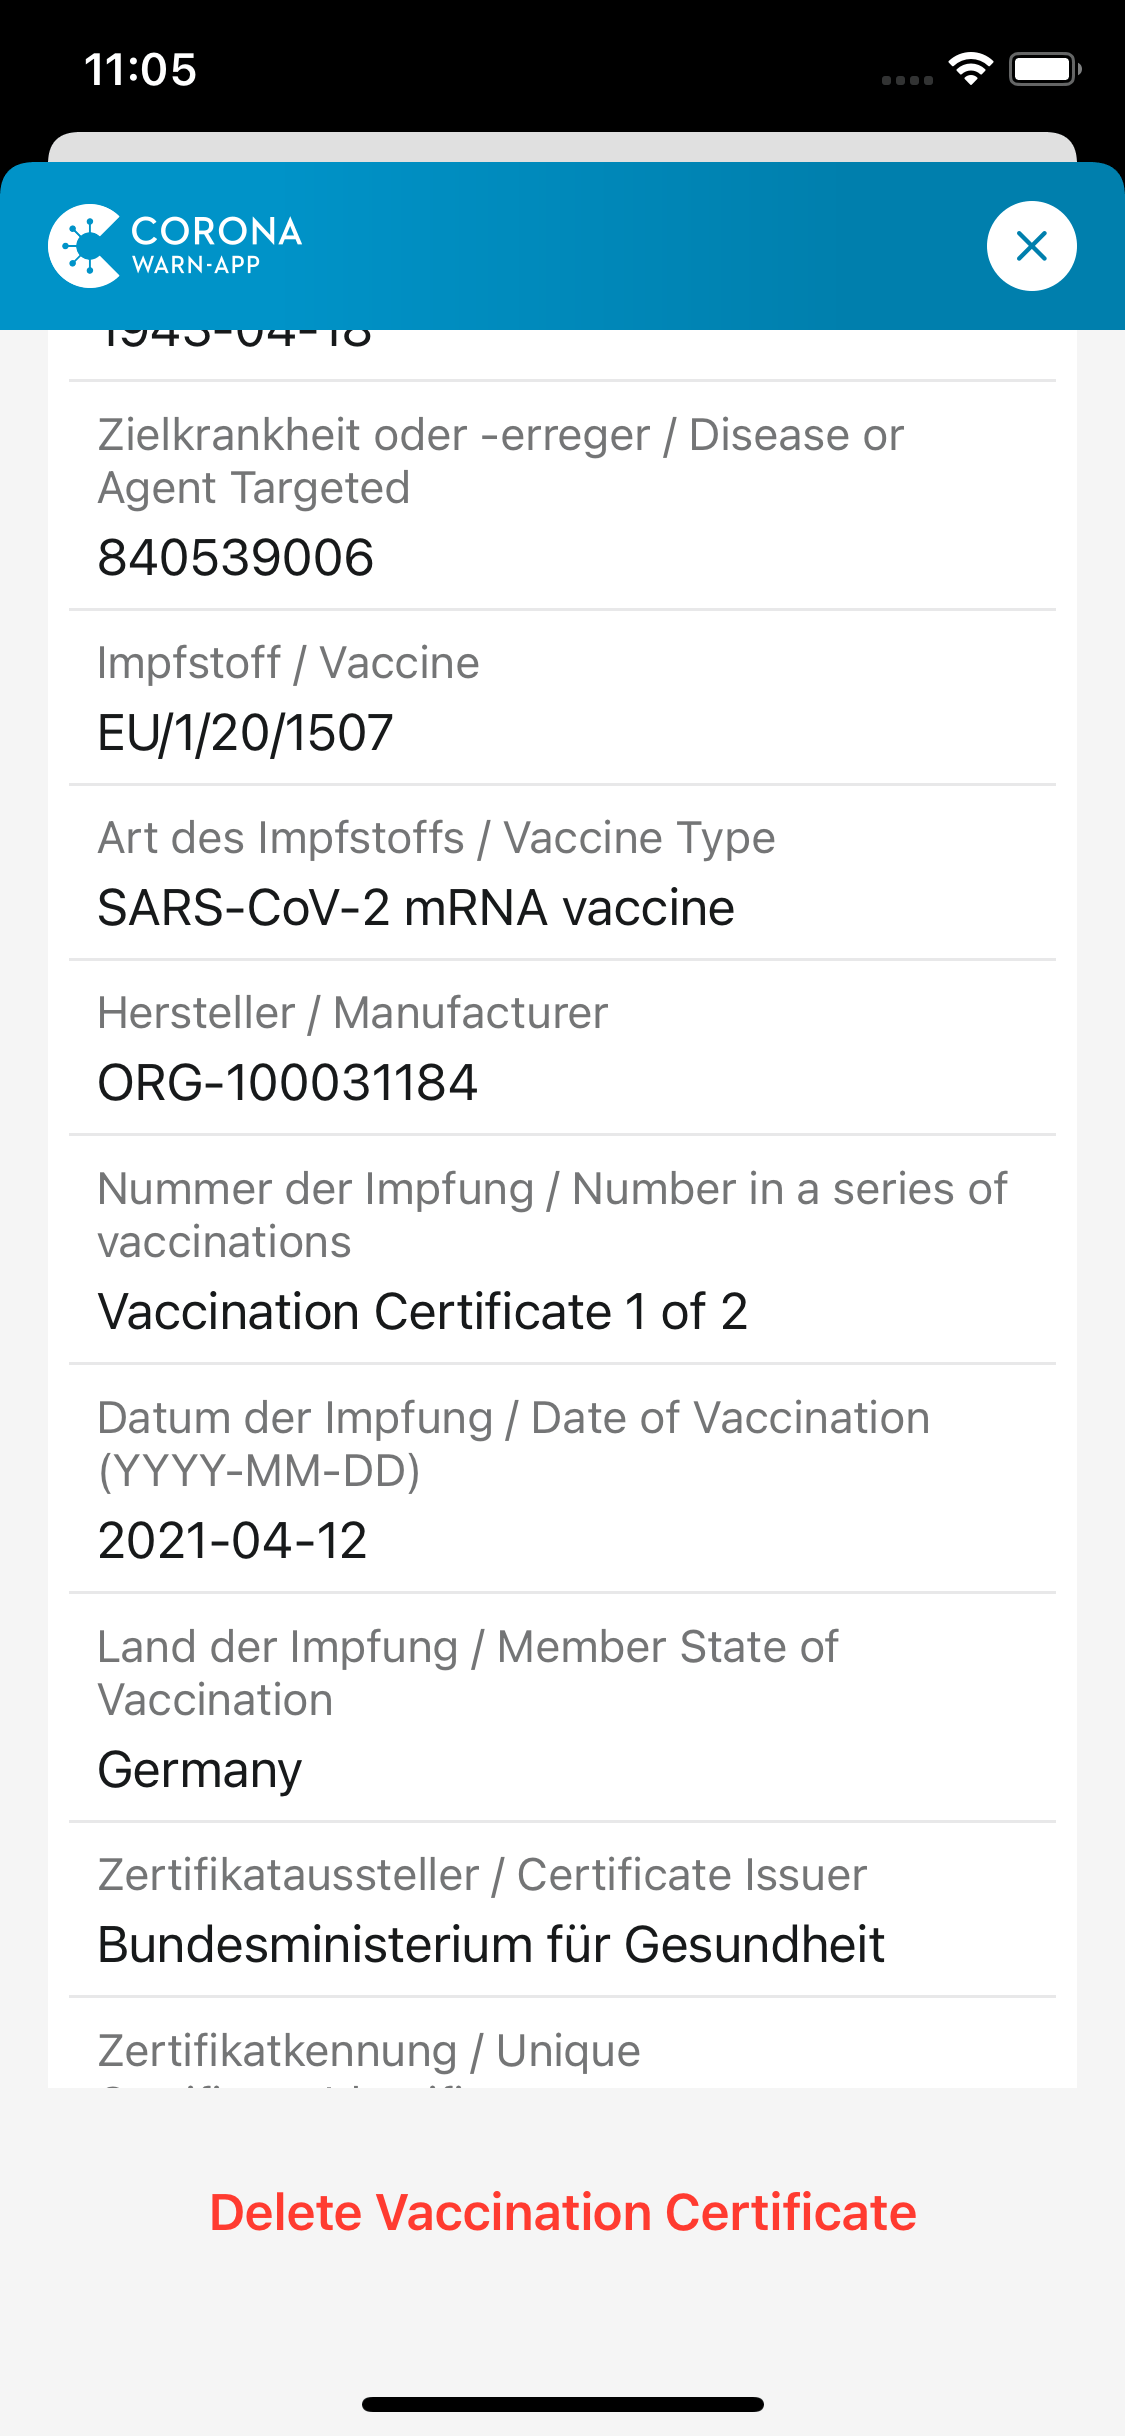 11:05
CORONA
WARN-APP
1943-04-18
Zielkrankheit oder -erreger / Disease or
Agent Targeted
840539006
Impfstoff / Vaccine
EU/1/20/1507
Art des Impfstoffs / Vaccine Type
SARS-CoV-2 mRNA vaccine
Hersteller / Manufacturer
ORG-100031184
Nummer der Impfung / Number in a series of
vaccinations
Vaccination Certificate 1 of 2
Datum der Impfung / Date of Vaccination
(YYYY-MM-DD)
2021-04-12
Land der Impfung / Member State of
Vaccination
Germany
Zertifikataussteller / Certificate Issuer
Bundesministerium für Gesundheit
Zertifikatkennung / Unique
Delete Vaccination Certificate